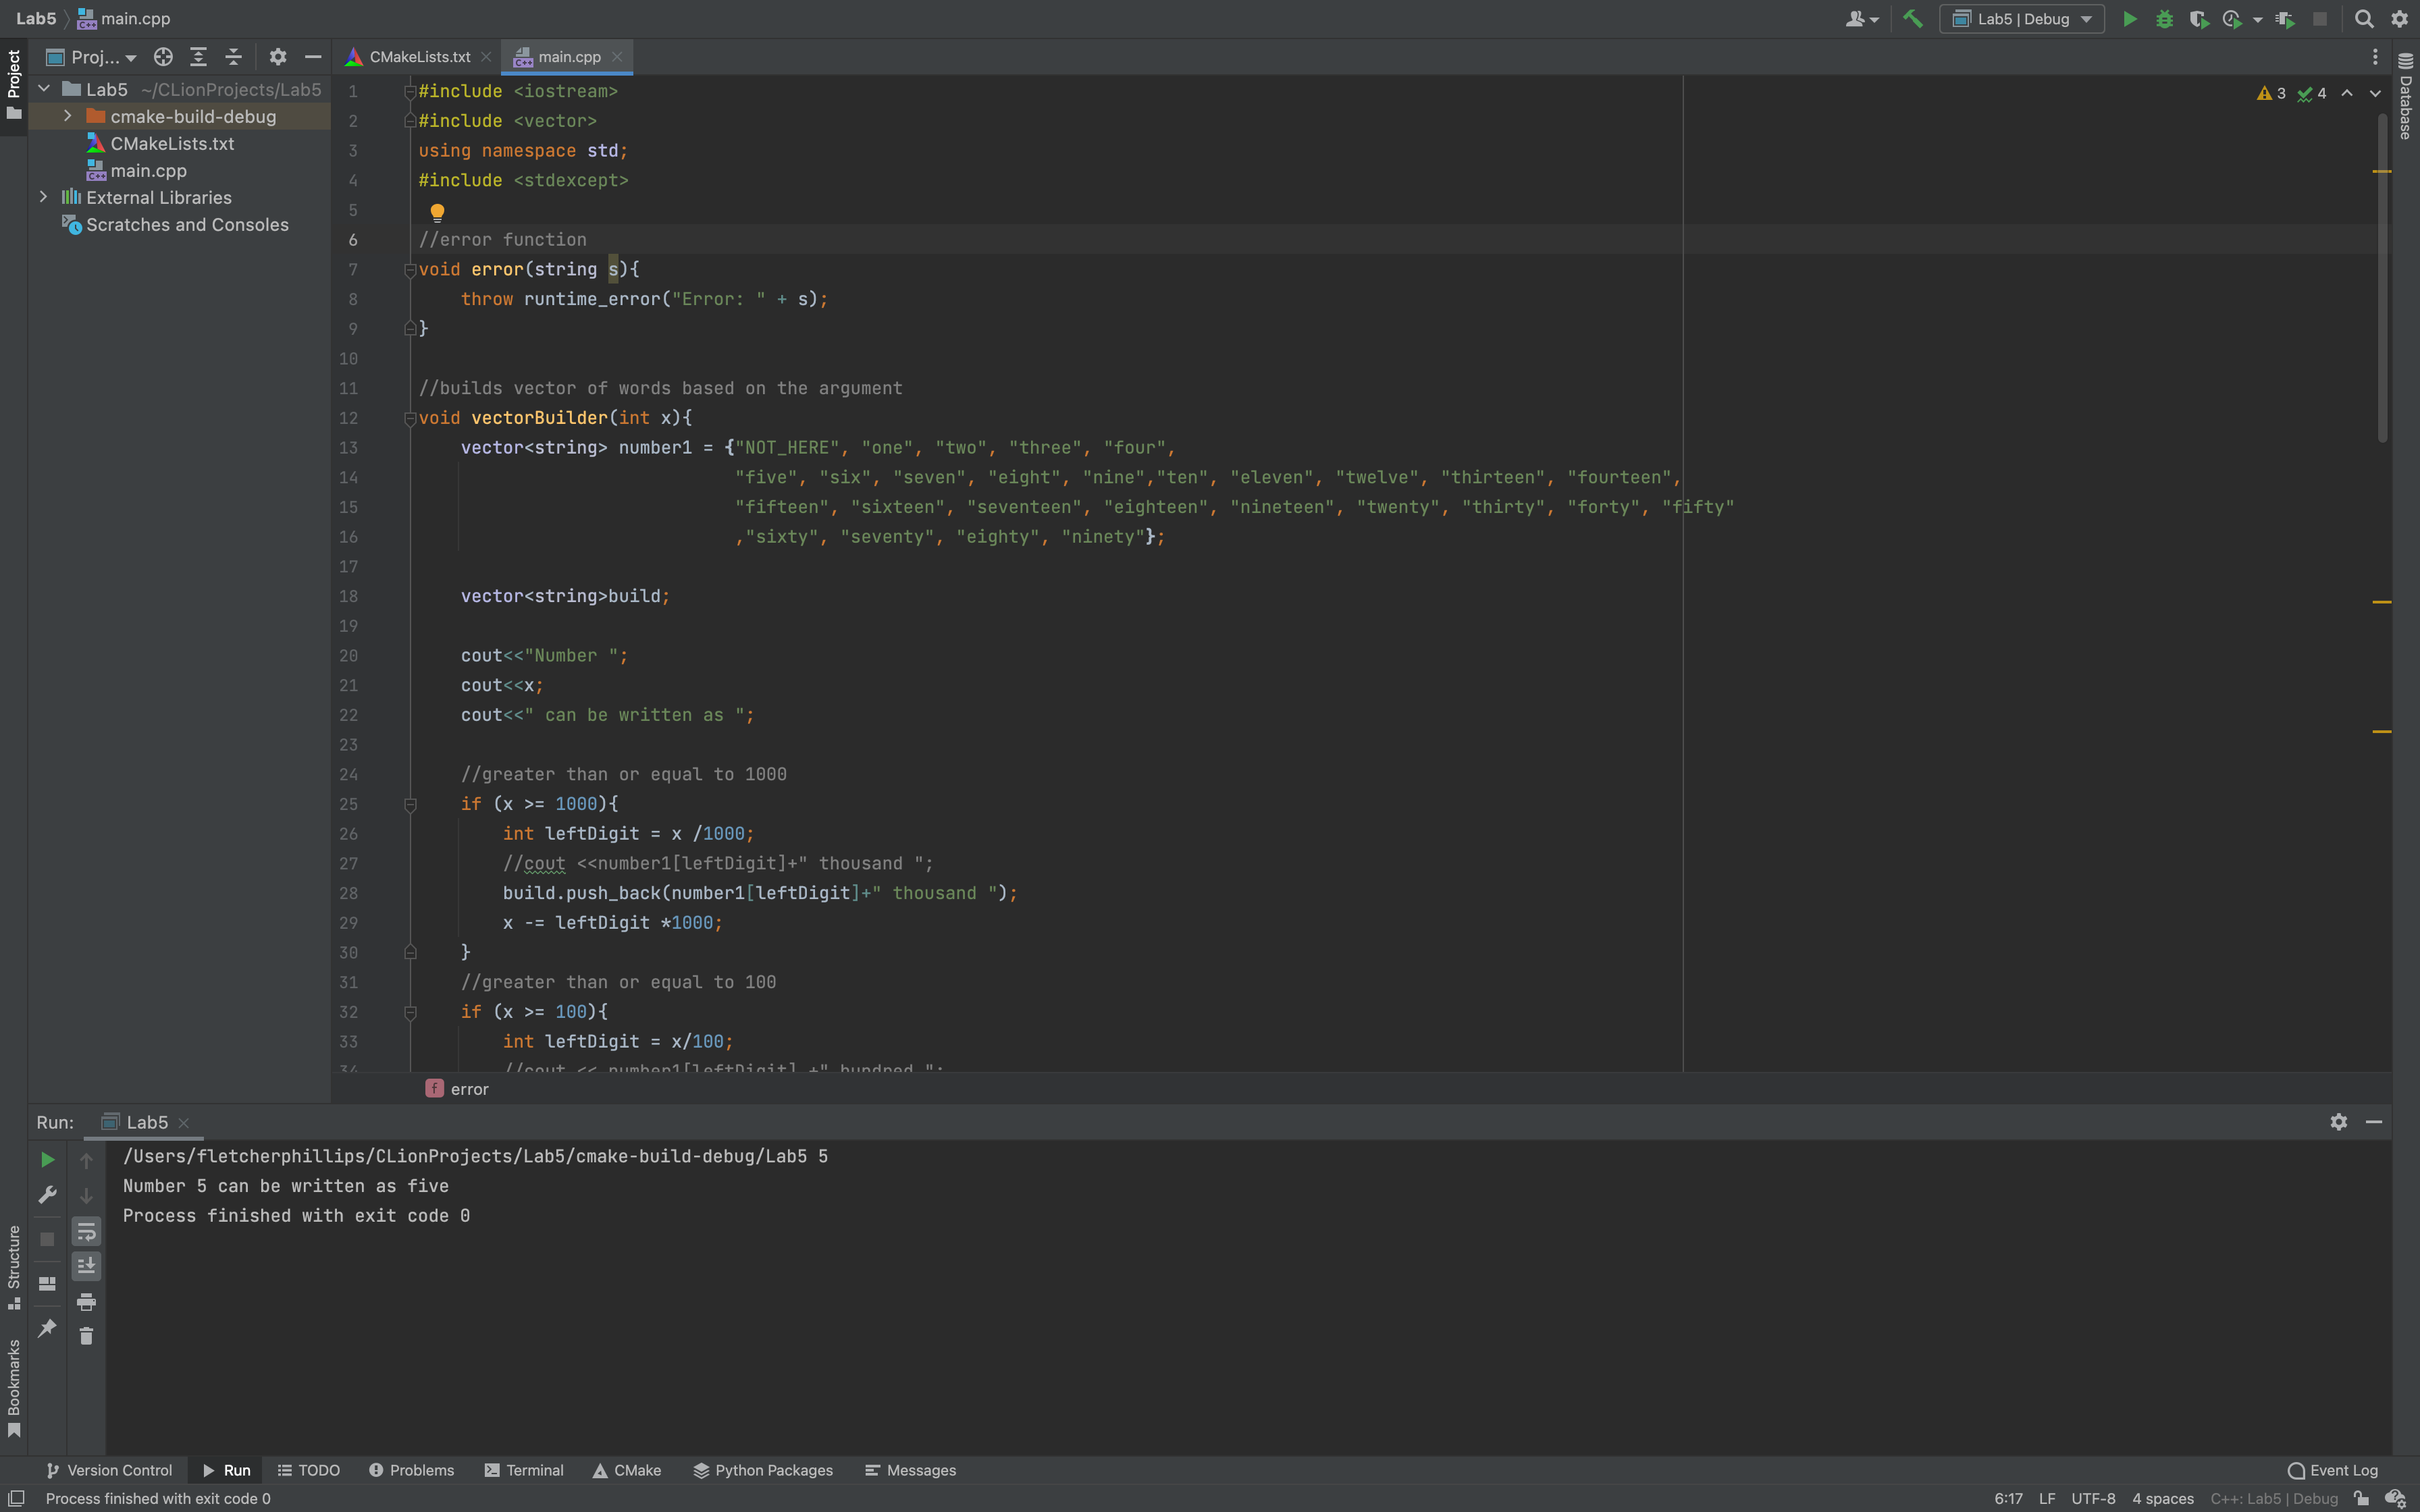 Lab5 main.cpp
Lab5 | Debug
Project
Proj...
CMakeLists.txt
main.cpp
Database
Lab5 ~/CLionProjects/Lab5
cmake-build-debug
CMakeLists.txt
main.cpp
External Libraries
Scratches and Consoles
3 4
1 #include <iostream>
2 #include <vector>
3 using namespace std;
4 #include <stdexcept>
5
6 //error function
7 void error(string s){
8 throw runtime_error("Error: " + s);
9 }
10
11 //builds vector of words based on the argument
12 void vectorBuilder(int x){
13 vector<string> number1 = {"NOT_HERE", "one", "two", "three", "four",
14 "five", "six", "seven", "eight", "nine","ten", "eleven", "twelve", "thirteen", "fourteen",
15 "fifteen", "sixteen", "seventeen", "eighteen", "nineteen", "twenty", "thirty", "forty", "fifty"
16 ,"sixty", "seventy", "eighty", "ninety"};
17
18 vector<string>build;
19
20 cout<<"Number ";
21 cout<<x;
22 cout<<" can be written as ";
23
24 //greater than or equal to 1000
25 if (x >= 1000){
26 int leftDigit = x /1000;
27 //cout <<number1[leftDigit]+" thousand ";
28 build.push_back(number1[leftDigit]+" thousand ");
29 x -= leftDigit *1000;
30 }
31 //greater than or equal to 100
32 if (x >= 100){
33 int leftDigit = x/100;
34 //cout << number1[leftDigit] +" hundred ";
f error
Run: Lab5
/Users/fletcherphillips/CLionProjects/Lab5/cmake-build-debug/Lab5 5
Number 5 can be written as five
Process finished with exit code 0
Structure
Bookmarks
Version Control Run TODO Problems Terminal CMake Python Packages Messages Event Log
Process finished with exit code 0
6:17 LF UTF-8 4 spaces C++: Lab5 | Debug